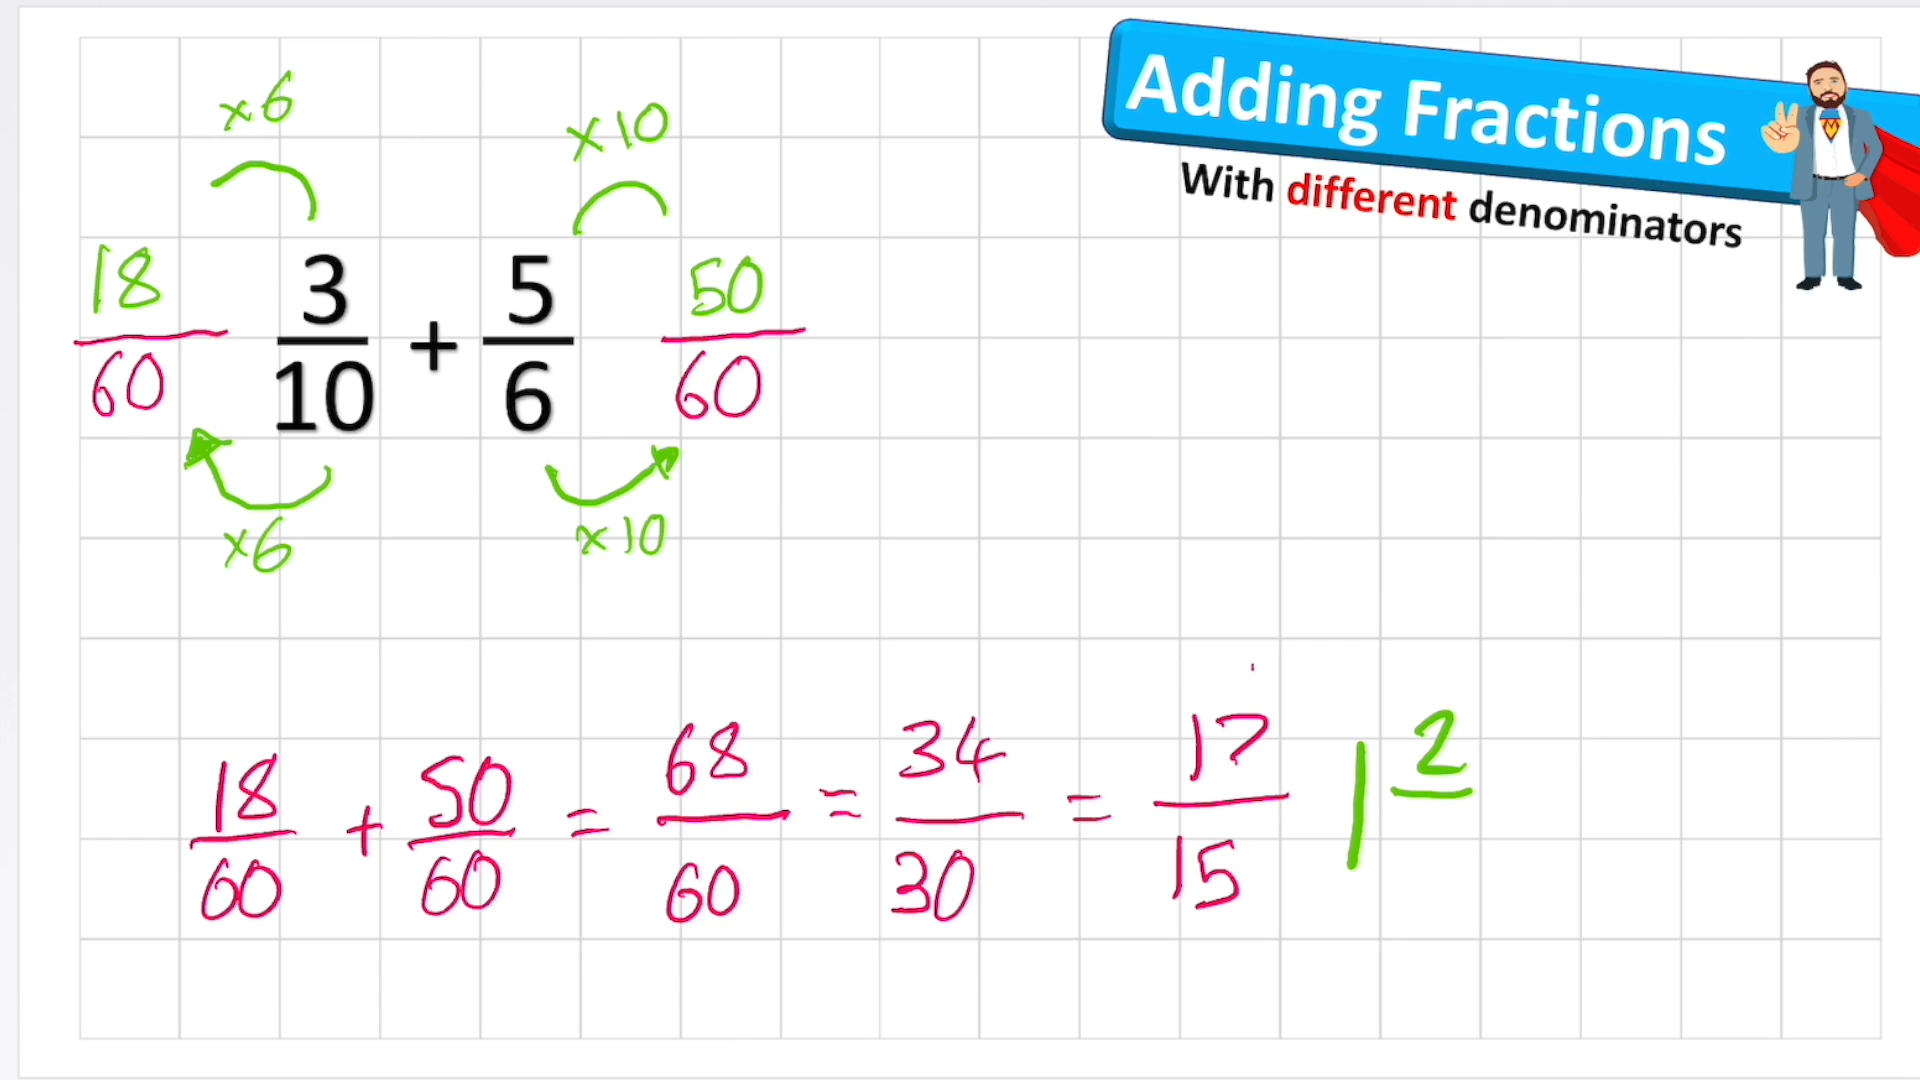 Adding Fractions
With different denominators
×6
×10
18/60 3/10 + 5/6 50/60
×6
×10
18/60 + 50/60 = 68/60 = 34/30 = 17/15 1 2